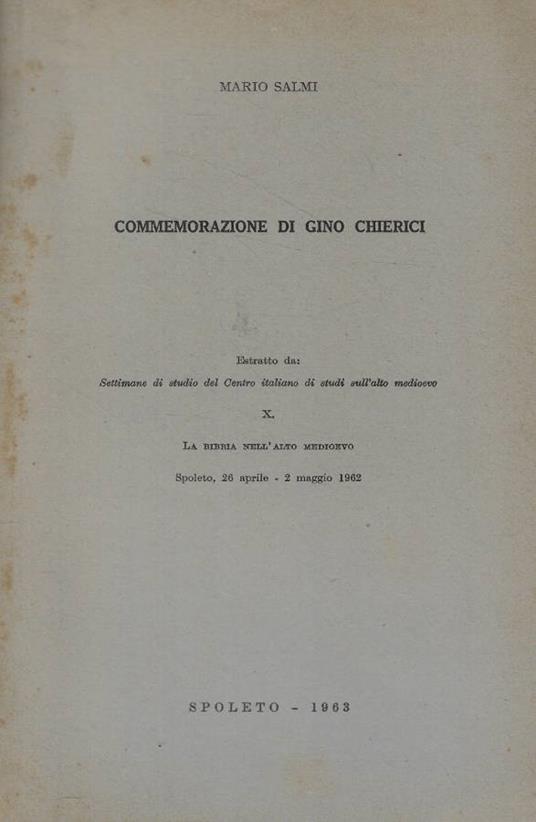 MARIO SALMI
COMMEMORAZIONE DI GINO CHIERICI
Estratto da:
Settimane di studio del Centro italiano di studi sull'alto medioevo
X.
LA BIBRIA NELL'ALTO MEDIOEVO
Spoleto, 26 aprile - 2 maggio 1962
SPOLETO - 1963